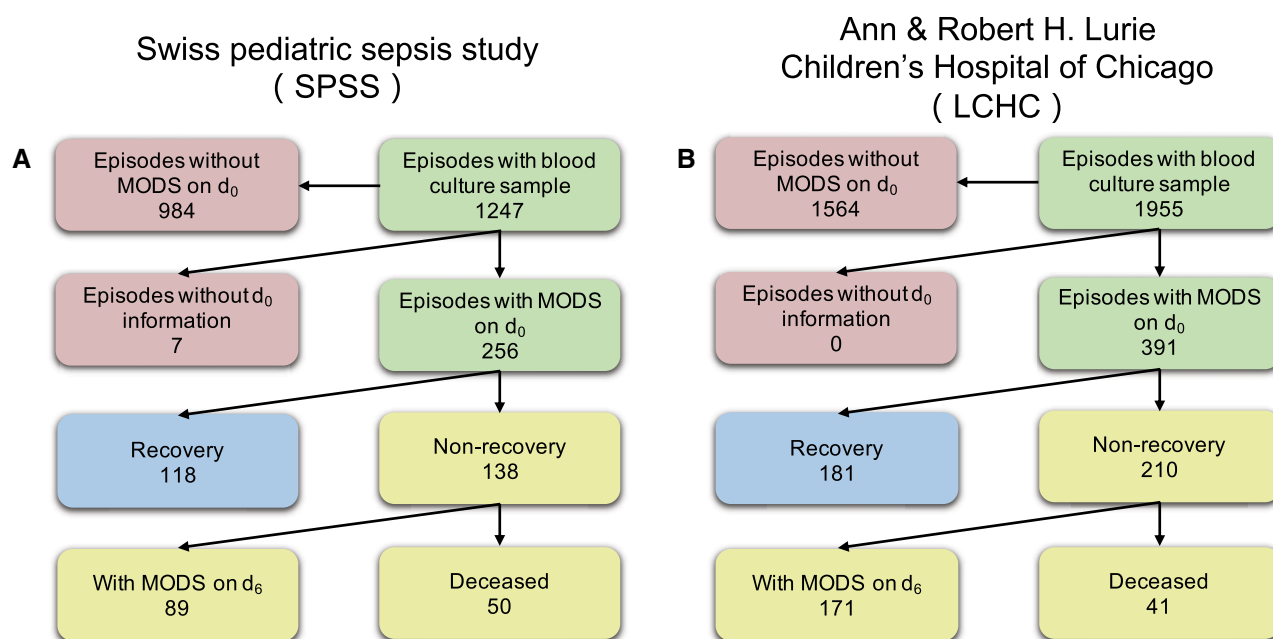 Swiss pediatric sepsis study
( SPSS )
Ann & Robert H. Lurie
Children's Hospital of Chicago
( LCHC )
A
Episodes without
MODS on d₀
984
Episodes with blood
culture sample
1247
Episodes without d₀
information
7
Episodes with MODS
on d₀
256
Recovery
118
Non-recovery
138
With MODS on d₆
89
Deceased
50
B
Episodes without
MODS on d₀
1564
Episodes with blood
culture sample
1955
Episodes without d₀
information
0
Episodes with MODS
on d₀
391
Recovery
181
Non-recovery
210
With MODS on d₆
171
Deceased
41